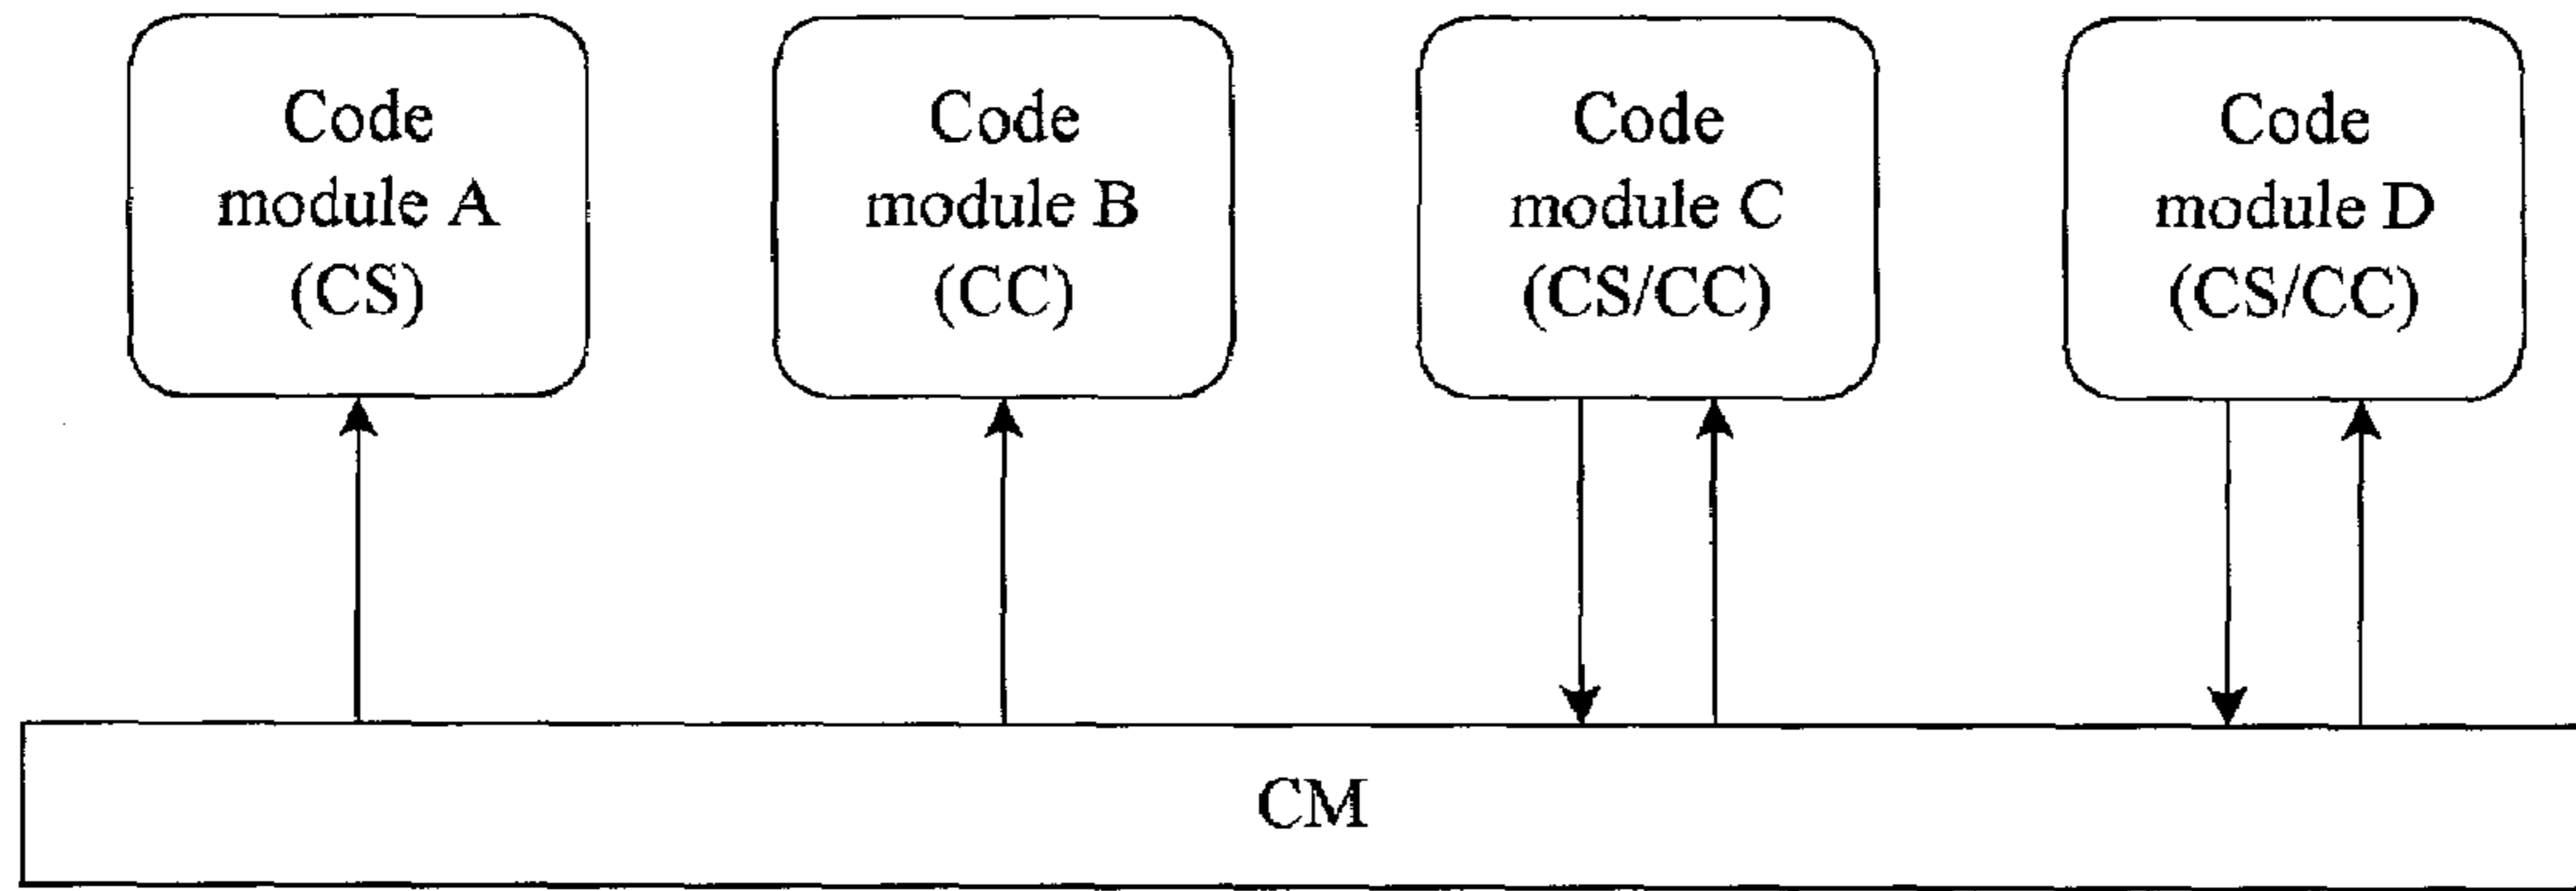 Code
module A
(CS)
Code
module B
(CC)
Code
module C
(CS/CC)
Code
module D
(CS/CC)
CM